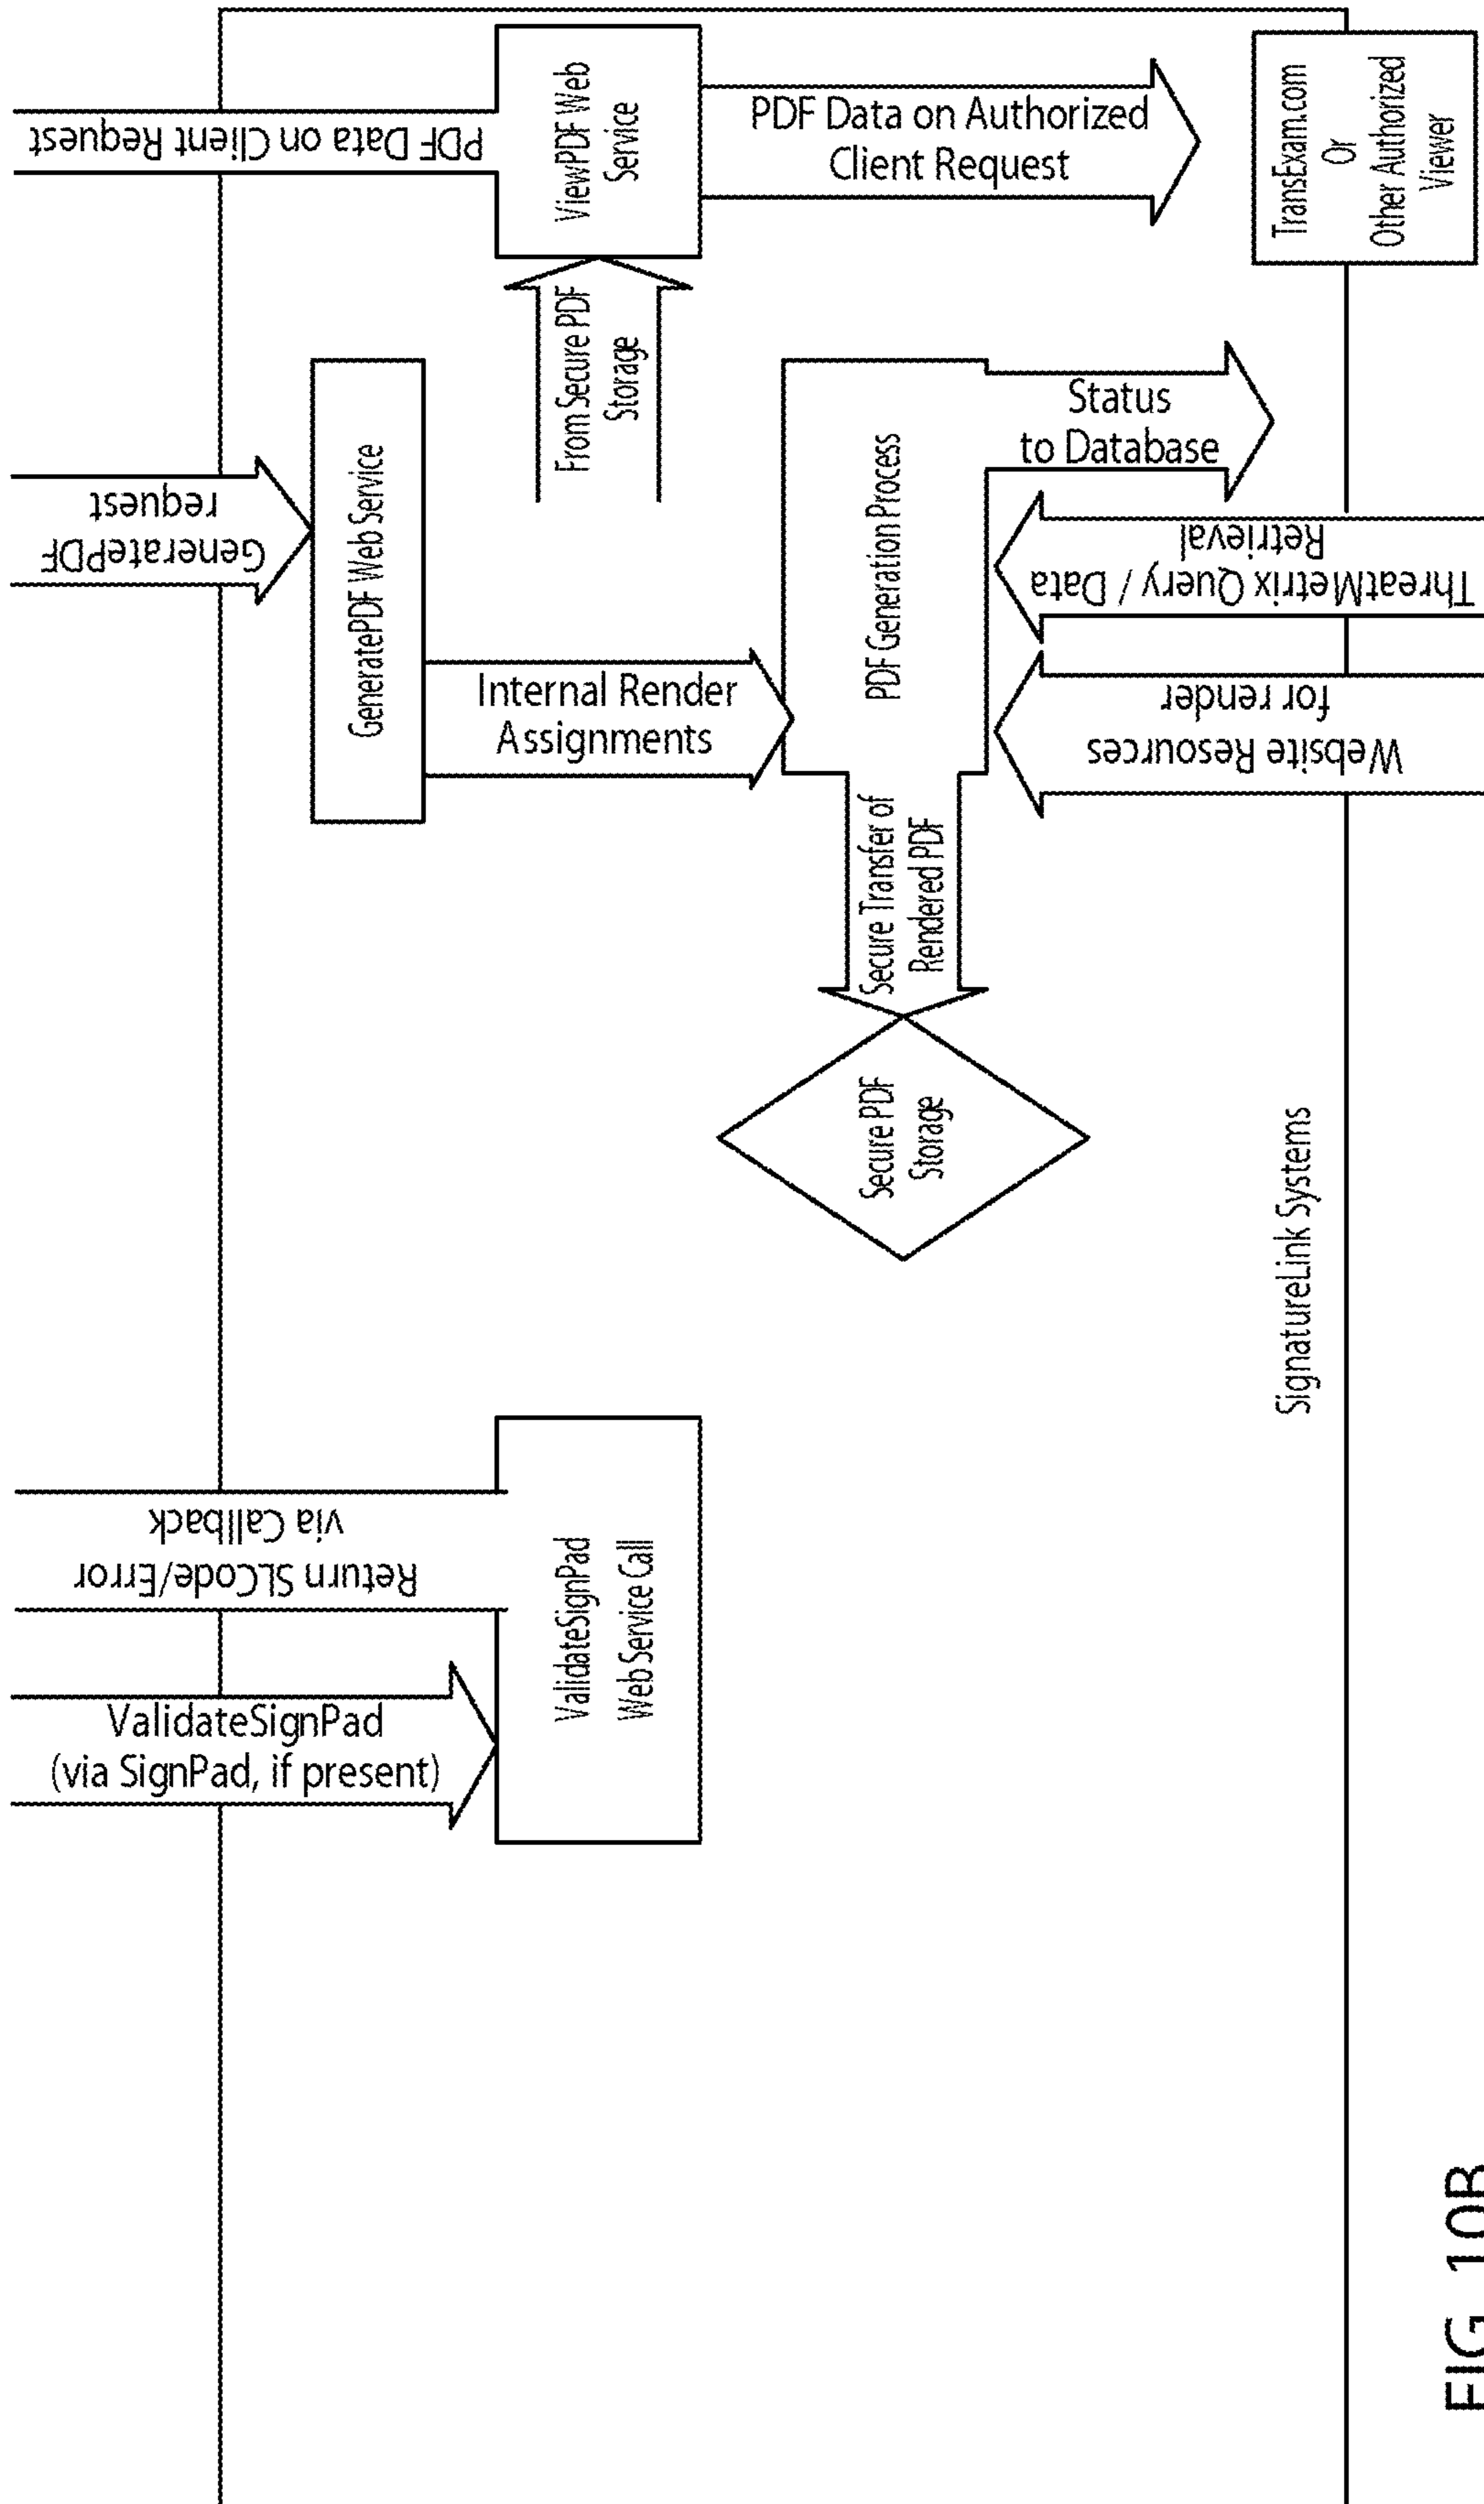 PDF Data on Client Request
ViewPDF Web
Service
PDF Data on Authorized
Client Request
TransExam.com
Or
Other Authorized
Viewer
From Secure PDF
Storage
GeneratePDF
request
GeneratePDF Web Service
Internal Render
Assignments
PDF Generation Process
Status
to Database
ThreatMetrix Query / Data
Retrieval
Website Resources
for render
Secure Transfer of
Rendered PDF
Secure PDF
Storage
SignatureLink Systems
Return SLCode/Error
via Callback
ValidateSignPad
(via SignPad, if present)
ValidateSignPad
Web Service Call
FIG. 10B